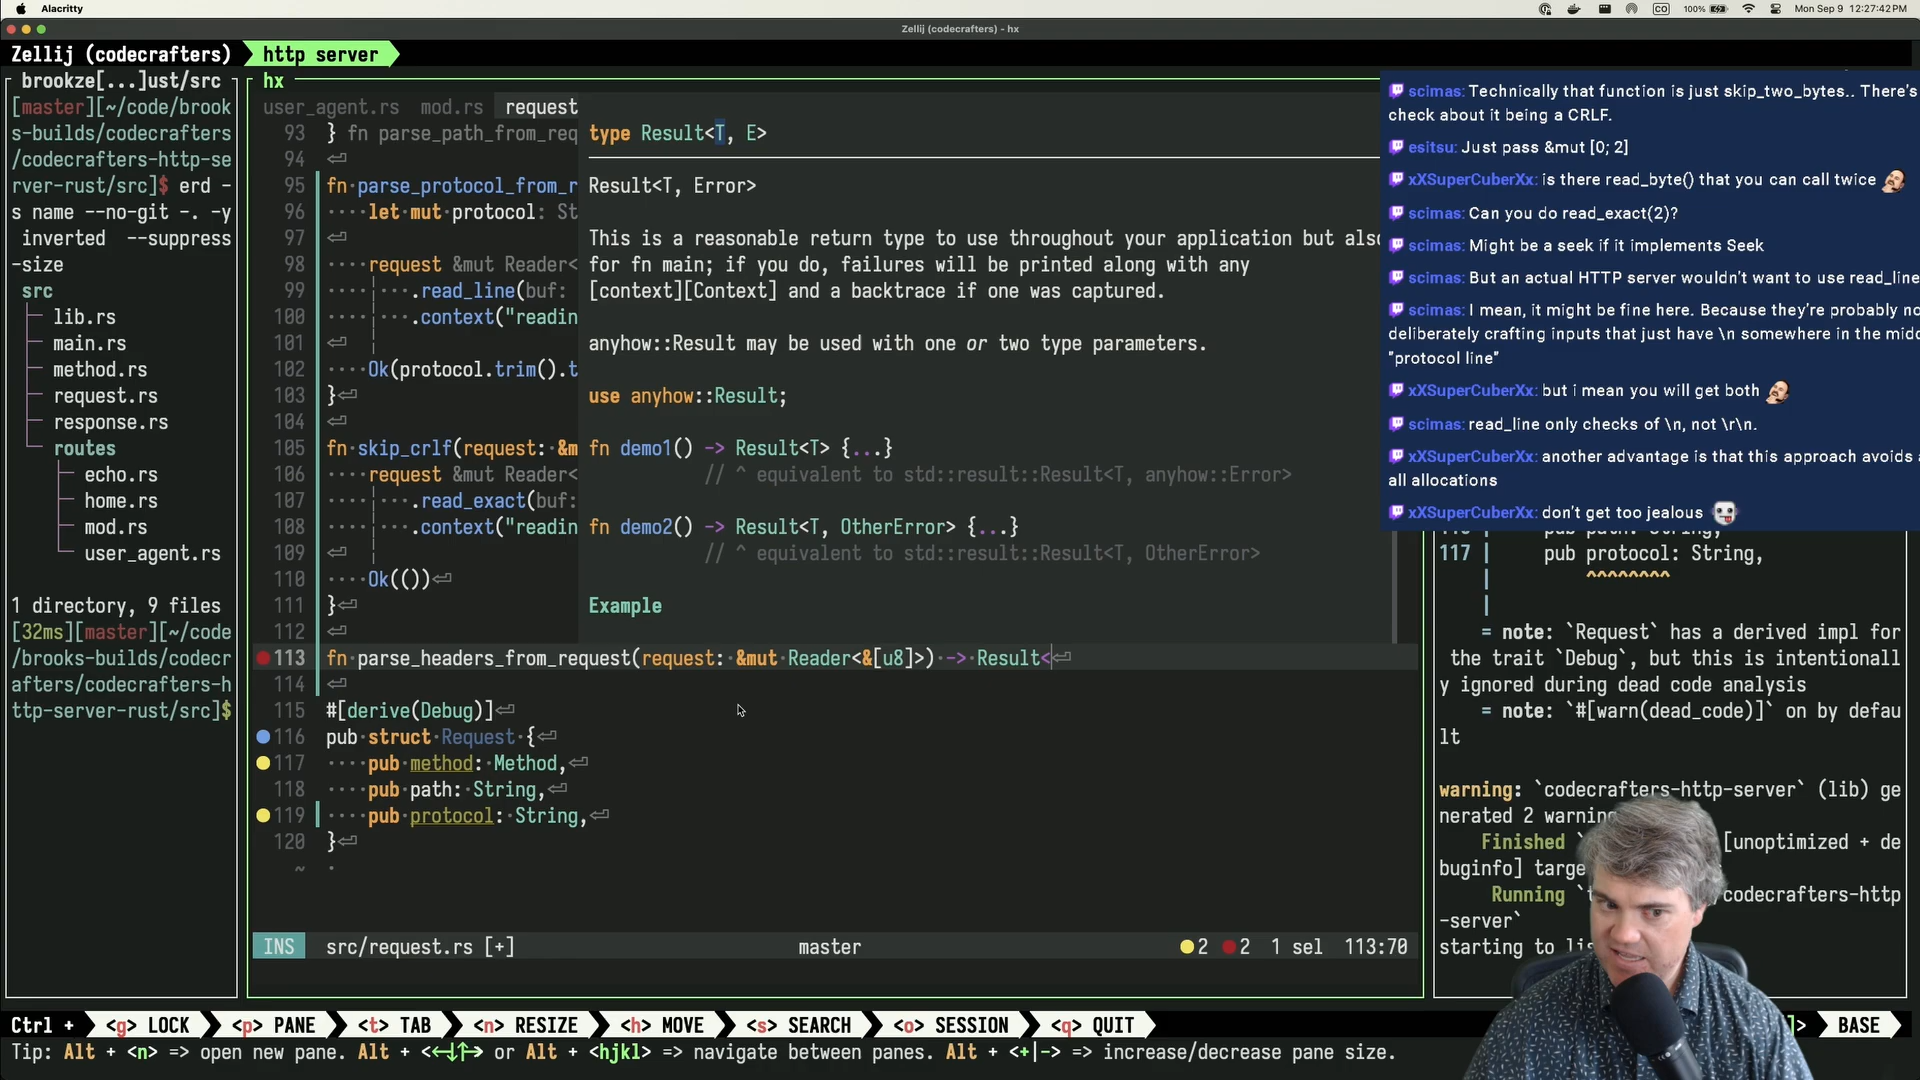 Alacritty
100%
Mon Sep 9 12:27:42 PM
Zellij (codecrafters) - hx
Zellij (codecrafters) http server
brookze[...]ust/src
[master][~/code/brook
s-builds/codecrafters
/codecrafters-http-se
rver-rust/src]$ erd -
s name --no-git -. -y
inverted --suppress
-size
src
lib.rs
main.rs
method.rs
request.rs
response.rs
routes
echo.rs
home.rs
mod.rs
user_agent.rs
1 directory, 9 files
[32ms][master][~/code
/brooks-builds/codecr
afters/codecrafters-h
ttp-server-rust/src]$
hx
user_agent.rs mod.rs request
93 } fn parse_path_from_req
94
95 fn parse_protocol_from_r
96 let mut protocol: St
97
98 request &mut Reader<
99 .read_line(buf:
100 .context("readin
101
102 Ok(protocol.trim().t
103 }
104
105 fn skip_crlf(request: &m
106 request &mut Reader<
107 .read_exact(buf:
108 .context("readin
109
110 Ok(())
111 }
112
113 fn parse_headers_from_request(request: &mut Reader<&[u8]>) -> Result<
114
115 #[derive(Debug)]
116 pub struct Request {
117 pub method: Method,
118 pub path: String,
119 pub protocol: String,
120 }
~
type Result<T, E>
Result<T, Error>
This is a reasonable return type to use throughout your application but also
for fn main; if you do, failures will be printed along with any
[context][Context] and a backtrace if one was captured.
anyhow::Result may be used with one or two type parameters.
use anyhow::Result;
fn demo1() -> Result<T> {...}
// ^ equivalent to std::result::Result<T, anyhow::Error>
fn demo2() -> Result<T, OtherError> {...}
// ^ equivalent to std::result::Result<T, OtherError>
Example
INS src/request.rs [+] master 2 2 1 sel 113:70
scimas: Technically that function is just skip_two_bytes.. There's
check about it being a CRLF.
esitsu: Just pass &mut [0; 2]
xXSuperCuberXx: is there read_byte() that you can call twice
scimas: Can you do read_exact(2)?
scimas: Might be a seek if it implements Seek
scimas: But an actual HTTP server wouldn't want to use read_line
scimas: I mean, it might be fine here. Because they're probably
deliberately crafting inputs that just have \n somewhere in the
"protocol line"
xXSuperCuberXx: but i mean you will get both
scimas: read_line only checks of \n, not \r\n.
xXSuperCuberXx: another advantage is that this approach avoids
all allocations
xXSuperCuberXx: don't get too jealous
pub path: String,
117 | pub protocol: String,
| ^^^^^^^^
|
= note: `Request` has a derived impl for
the trait `Debug`, but this is intentionall
y ignored during dead code analysis
= note: `#[warn(dead_code)]` on by defau
lt
warning: `codecrafters-http-server` (lib) ge
nerated 2 warnin
Finished ` [unoptimized + de
buginfo] targe
Running `t /codecrafters-http
-server`
starting to lis
Ctrl + <g> LOCK <p> PANE <t> TAB <n> RESIZE <h> MOVE <s> SEARCH <o> SESSION <q> QUIT ]> BASE
Tip: Alt + <n> => open new pane. Alt + <←↓↑→> or Alt + <hjkl> => navigate between panes. Alt + <+|-> => increase/decrease pane size.